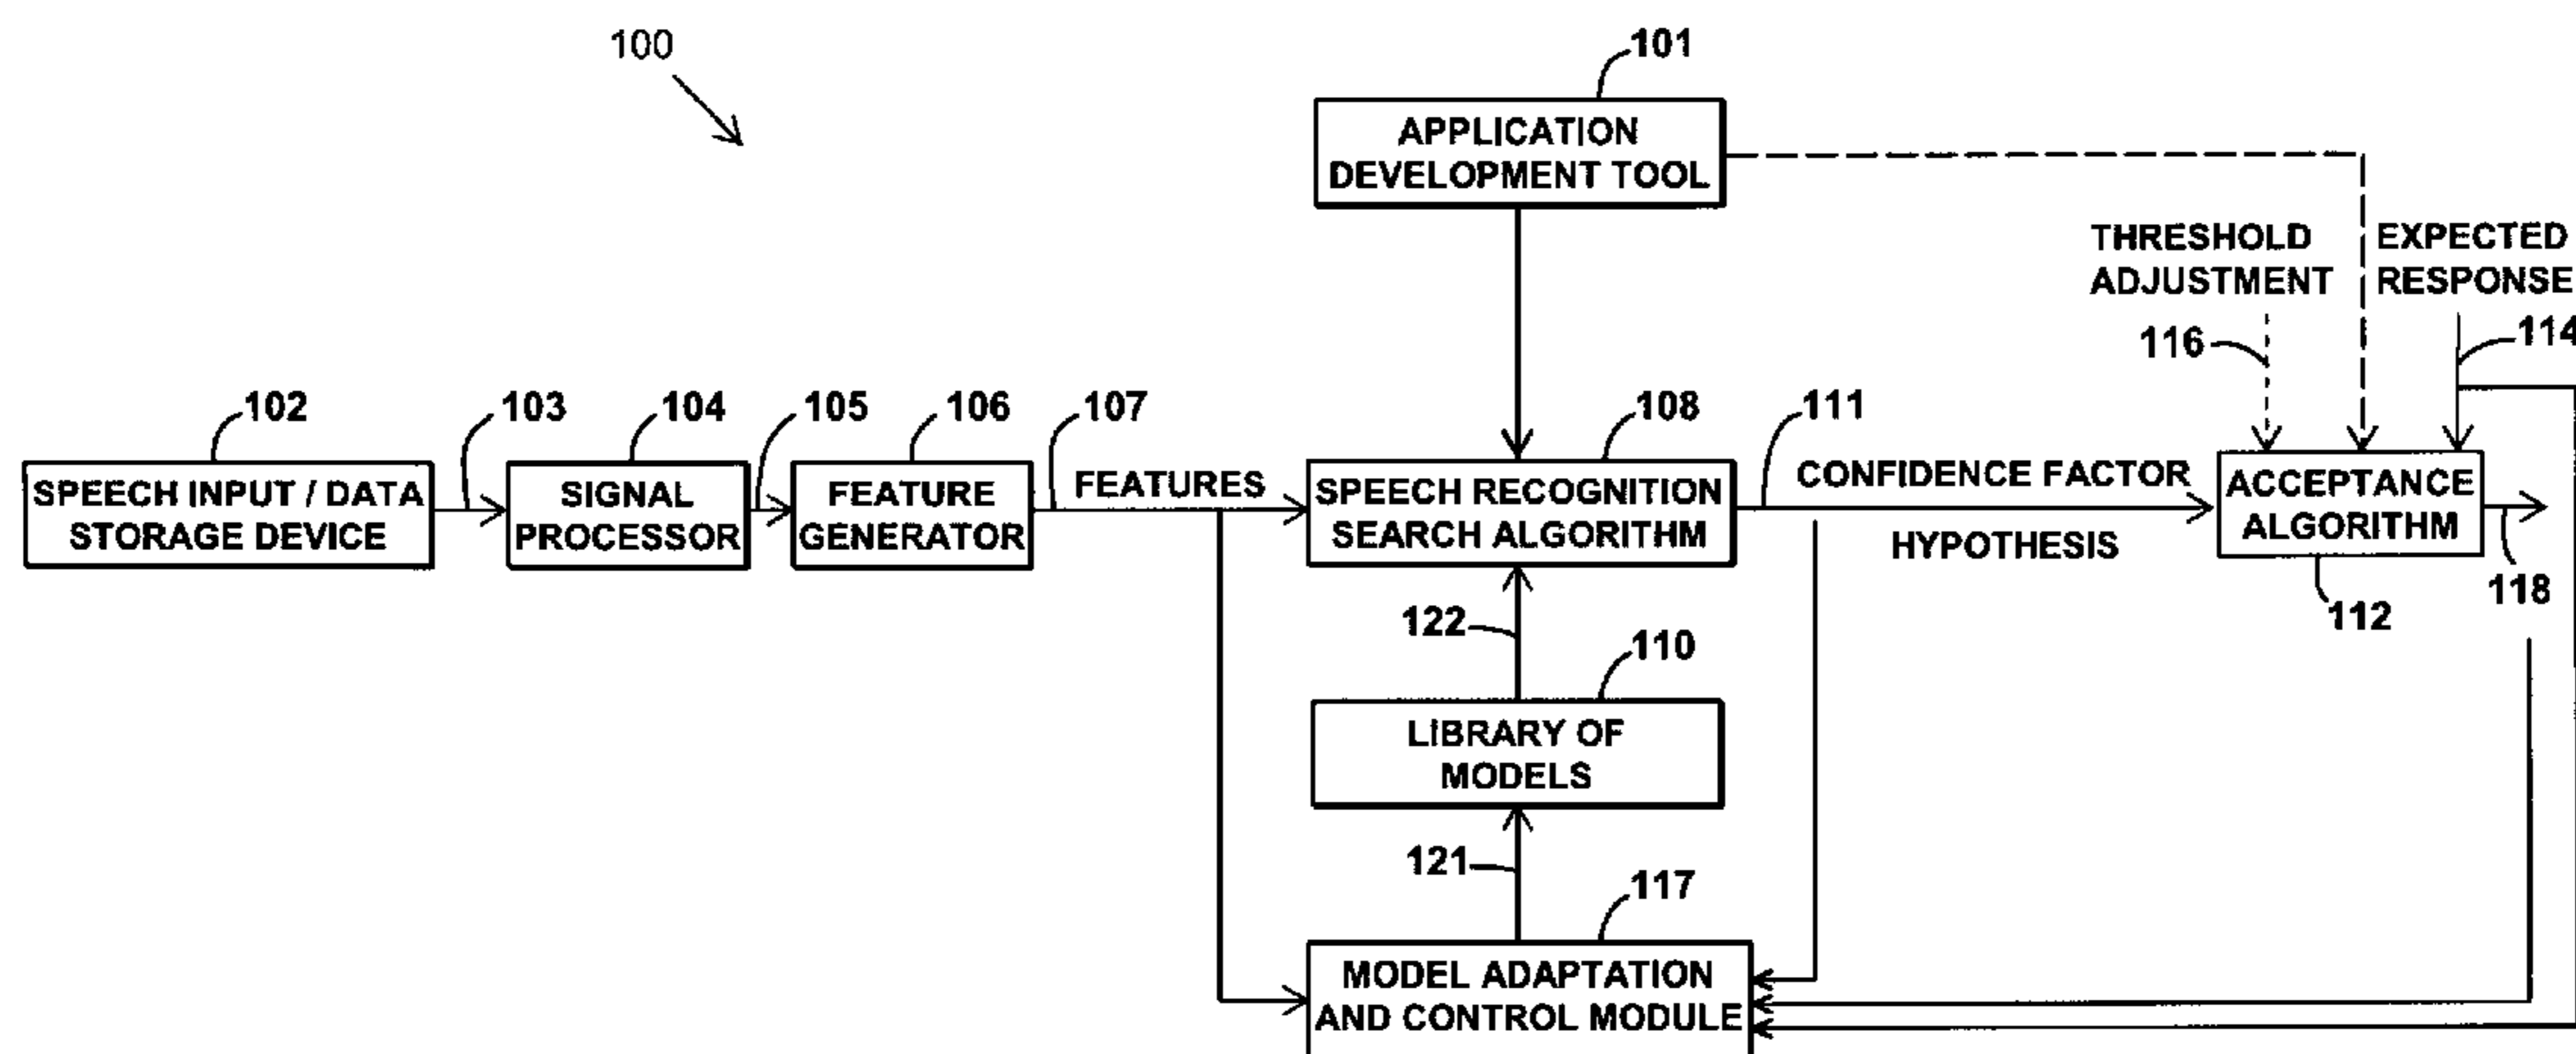 100
101
APPLICATION
DEVELOPMENT TOOL
THRESHOLD
ADJUSTMENT
EXPECTED
RESPONSE
116
114
102
103
104
105
106
107
108
111
SPEECH INPUT / DATA
STORAGE DEVICE
SIGNAL
PROCESSOR
FEATURE
GENERATOR
FEATURES
SPEECH RECOGNITION
SEARCH ALGORITHM
CONFIDENCE FACTOR
HYPOTHESIS
ACCEPTANCE
ALGORITHM
118
112
122
110
LIBRARY OF
MODELS
121
117
MODEL ADAPTATION
AND CONTROL MODULE